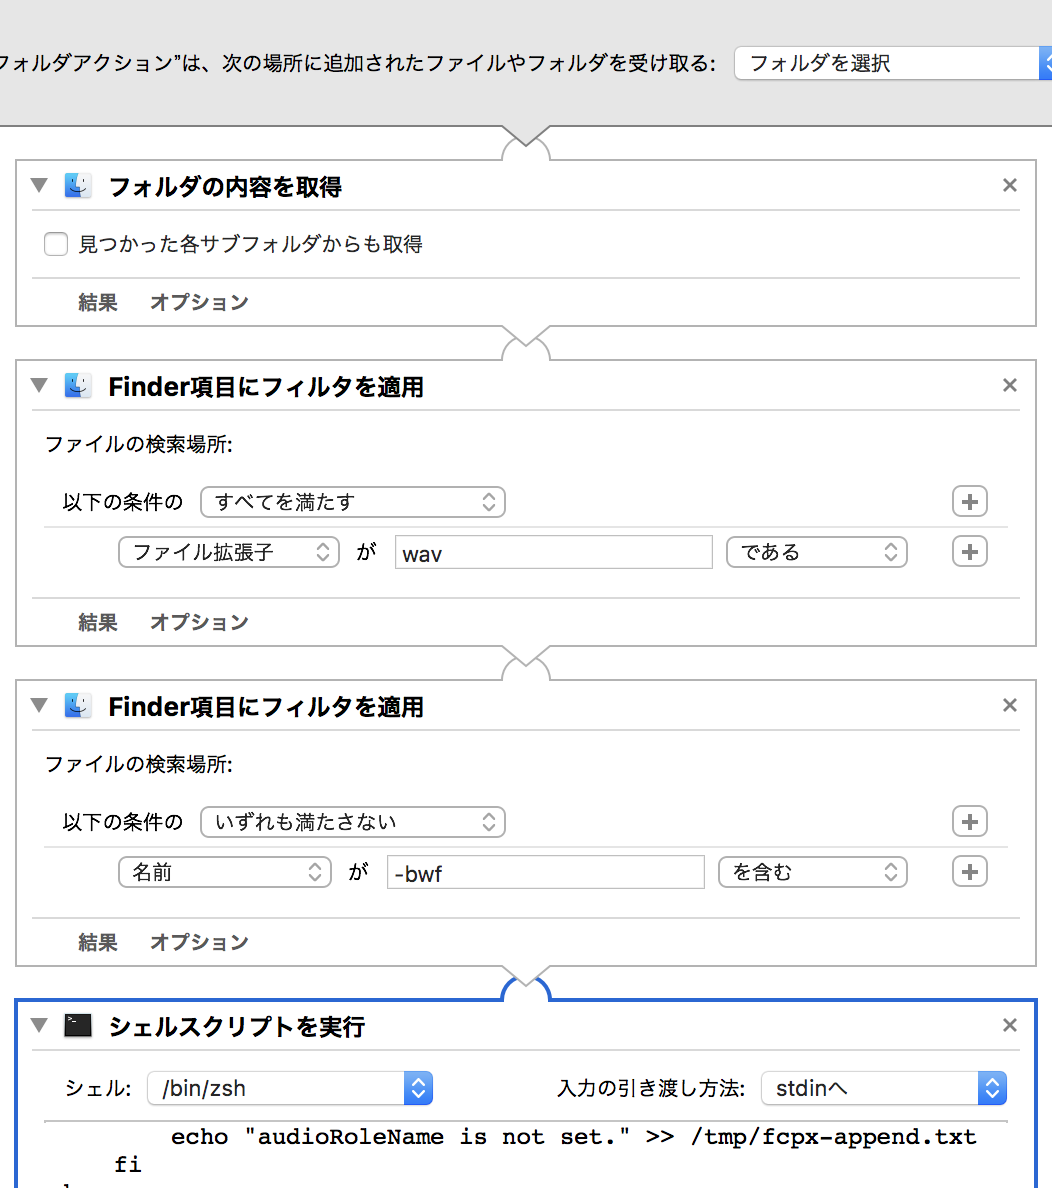 フォルダアクション”は、次の場所に追加されたファイルやフォルダを受け取る: フォルダを選択
フォルダの内容を取得
見つかった各サブフォルダからも取得
結果 オプション
Finder項目にフィルタを適用
ファイルの検索場所:
以下の条件の すべてを満たす
ファイル拡張子 が wav である
結果 オプション
Finder項目にフィルタを適用
ファイルの検索場所:
以下の条件の いずれも満たさない
名前 が -bwf を含む
結果 オプション
シェルスクリプトを実行
シェル: /bin/zsh 入力の引き渡し方法: stdinへ
echo "audioRoleName is not set." >> /tmp/fcpx-append.txt
fi